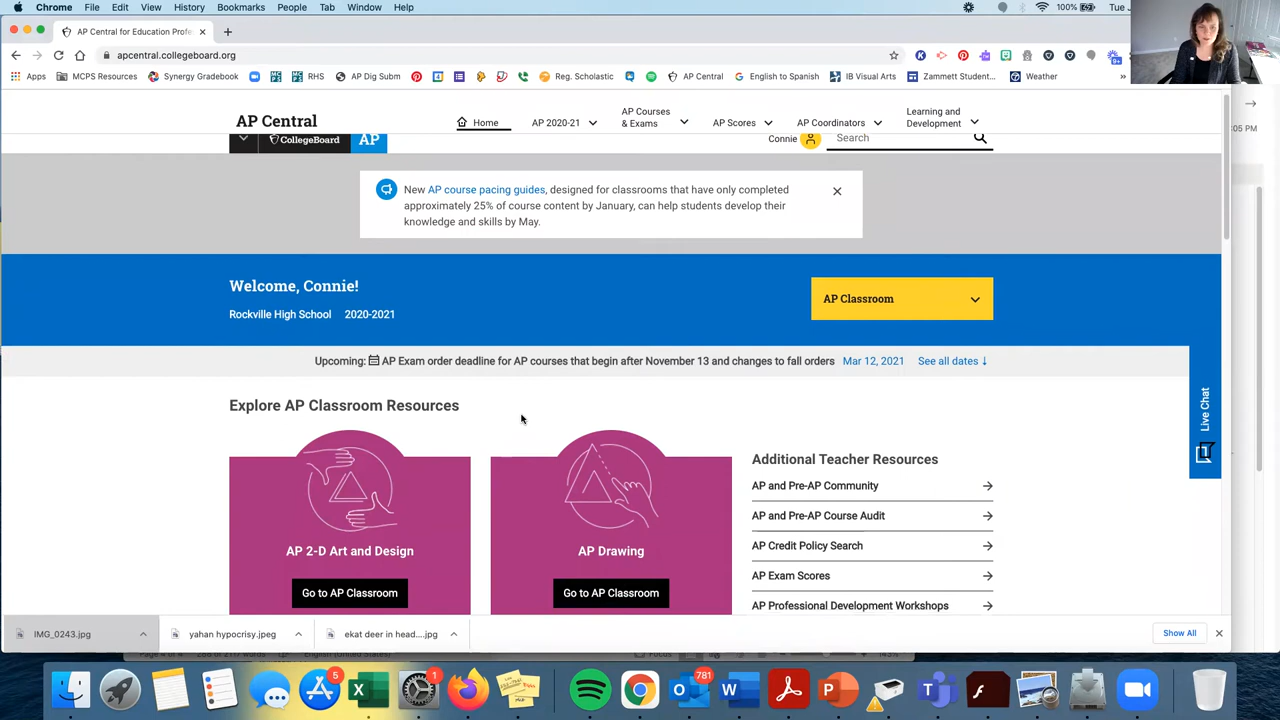 Chrome File Edit View History Bookmarks People Tab Window Help 100% Tue
AP Central for Education Profe
apcentral.collegeboard.org
Apps MCPS Resources Synergy Gradebook RHS AP Dig Subm Reg. Scholastic AP Central English to Spanish IB Visual Arts Zammett Student... Weather »
AP Central
Home
AP 2020-21
AP Courses
& Exams
AP Scores
AP Coordinators
Learning and
Development
CollegeBoard AP
Connie
Search
New AP course pacing guides, designed for classrooms that have only completed
approximately 25% of course content by January, can help students develop their
knowledge and skills by May.
Welcome, Connie!
Rockville High School 2020-2021
AP Classroom
Upcoming: AP Exam order deadline for AP courses that begin after November 13 and changes to fall orders Mar 12, 2021 See all dates ↓
Live Chat
Explore AP Classroom Resources
AP 2-D Art and Design
Go to AP Classroom
AP Drawing
Go to AP Classroom
Additional Teacher Resources
AP and Pre-AP Community
AP and Pre-AP Course Audit
AP Credit Policy Search
AP Exam Scores
AP Professional Development Workshops
IMG_0243.jpg
yahan hypocrisy.jpeg
ekat deer in head....jpg
Show All
5
1
781